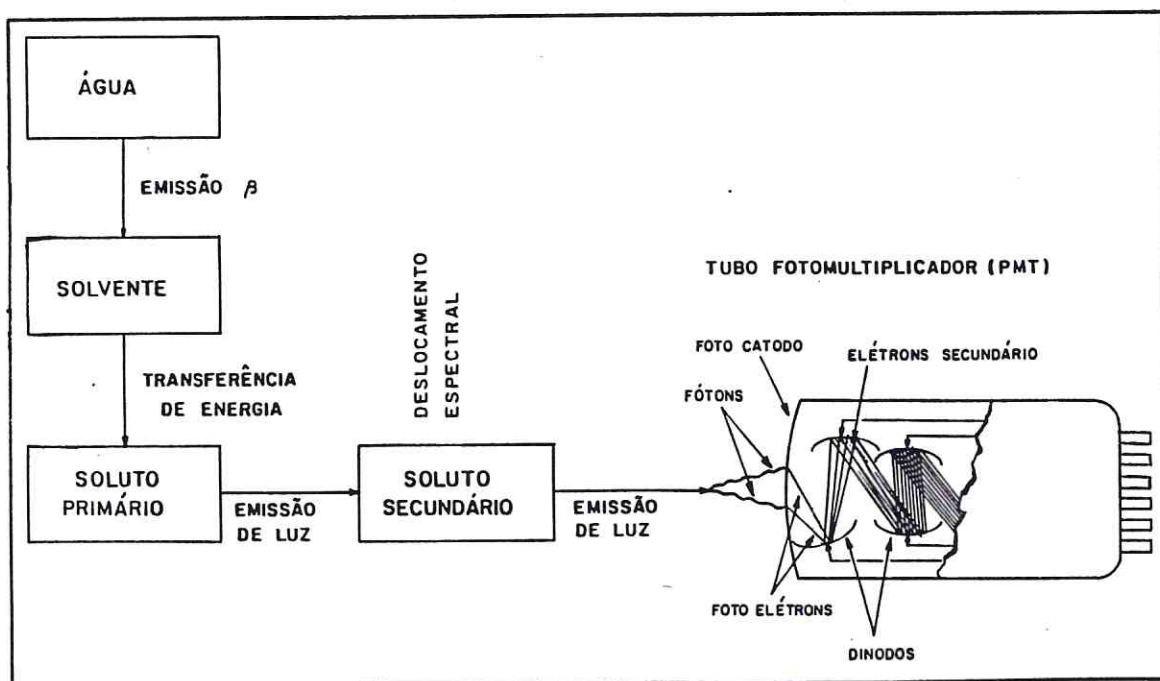 ÁGUA
EMISSÃO β
SOLVENTE
TRANSFERÊNCIA
DE ENERGIA
SOLUTO
PRIMÁRIO
EMISSÃO
DE LUZ
DESLOCAMENTO
ESPECTRAL
SOLUTO
SECUNDÁRIO
EMISSÃO
DE LUZ
TUBO FOTOMULTIPLICADOR (PMT)
FOTO CATODO
ELÉTRONS SECUNDÁRIO
FÓTONS
FOTO ELÉTRONS
DINODOS